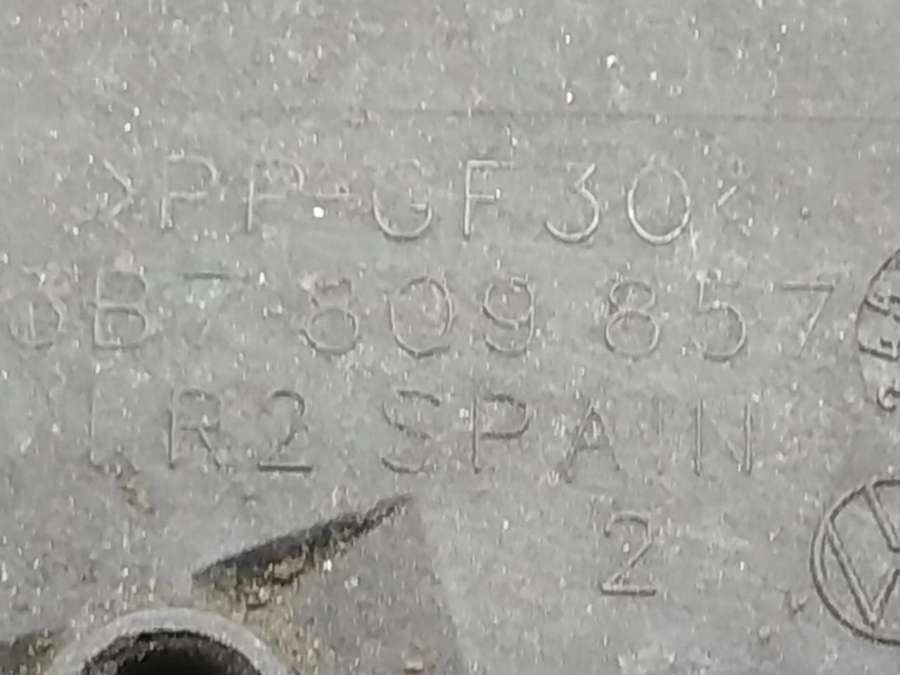 >PP-GF30<
6B7 809 857
R2 SPAIN
2